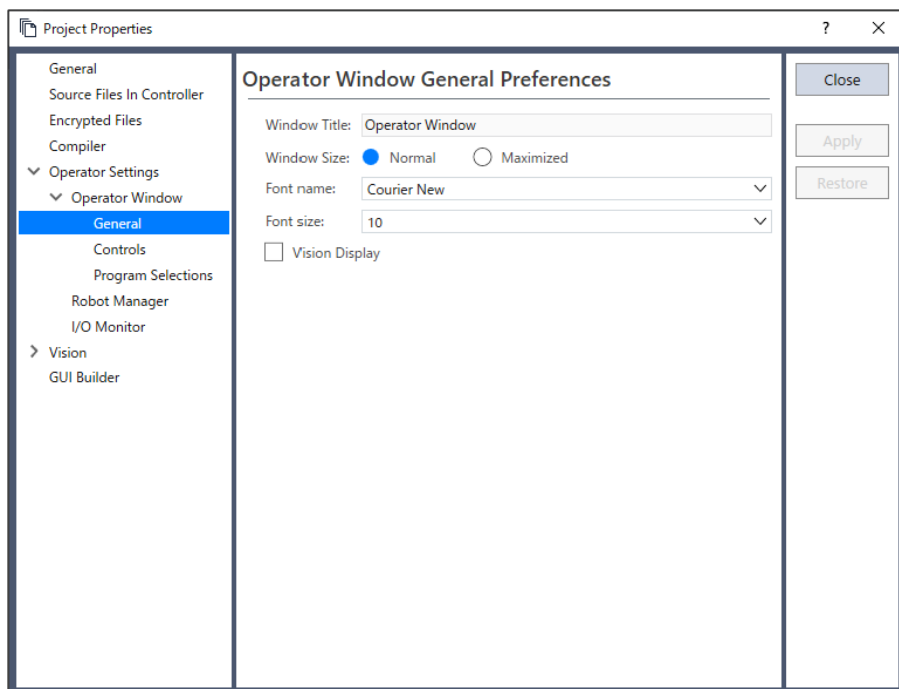 Project Properties
?
General
Source Files In Controller
Encrypted Files
Compiler
Operator Settings
Operator Window
General
Controls
Program Selections
Robot Manager
I/O Monitor
Vision
GUI Builder
Operator Window General Preferences
Window Title: Operator Window
Window Size: Normal Maximized
Font name: Courier New
Font size: 10
Vision Display
Close
Apply
Restore